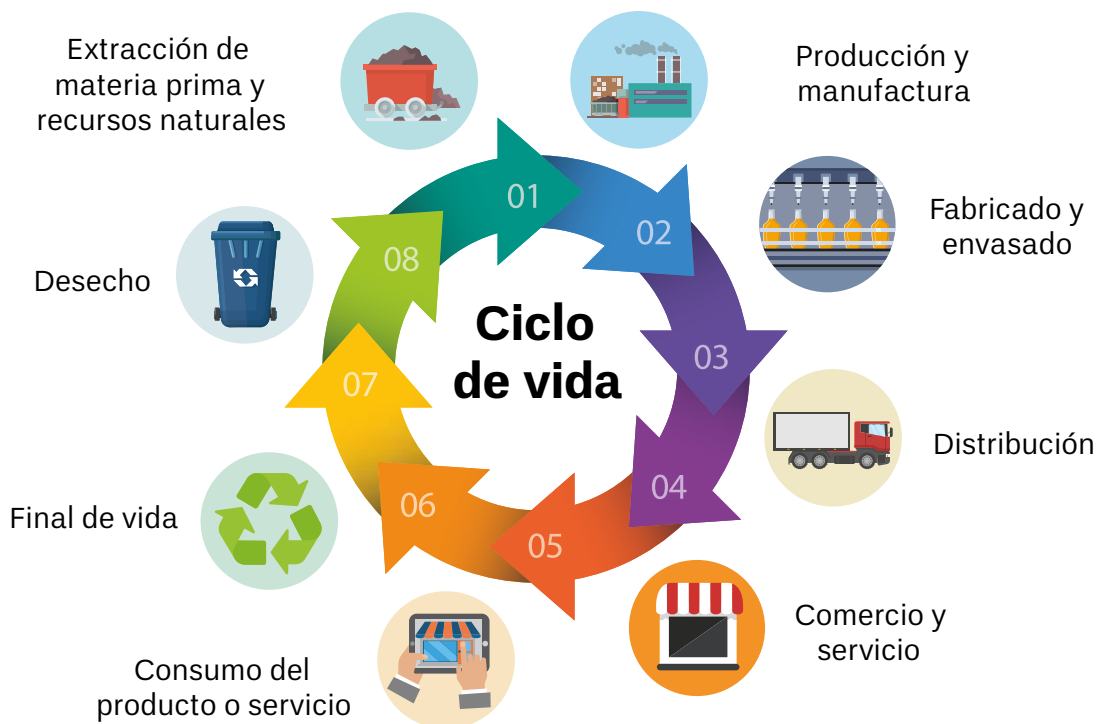 Extracción de
materia prima y
recursos naturales
Producción y
manufactura
Fabricado y
envasado
Distribución
Comercio y
servicio
Consumo del
producto o servicio
Final de vida
Desecho
Ciclo
de vida
01
02
03
04
05
06
07
08